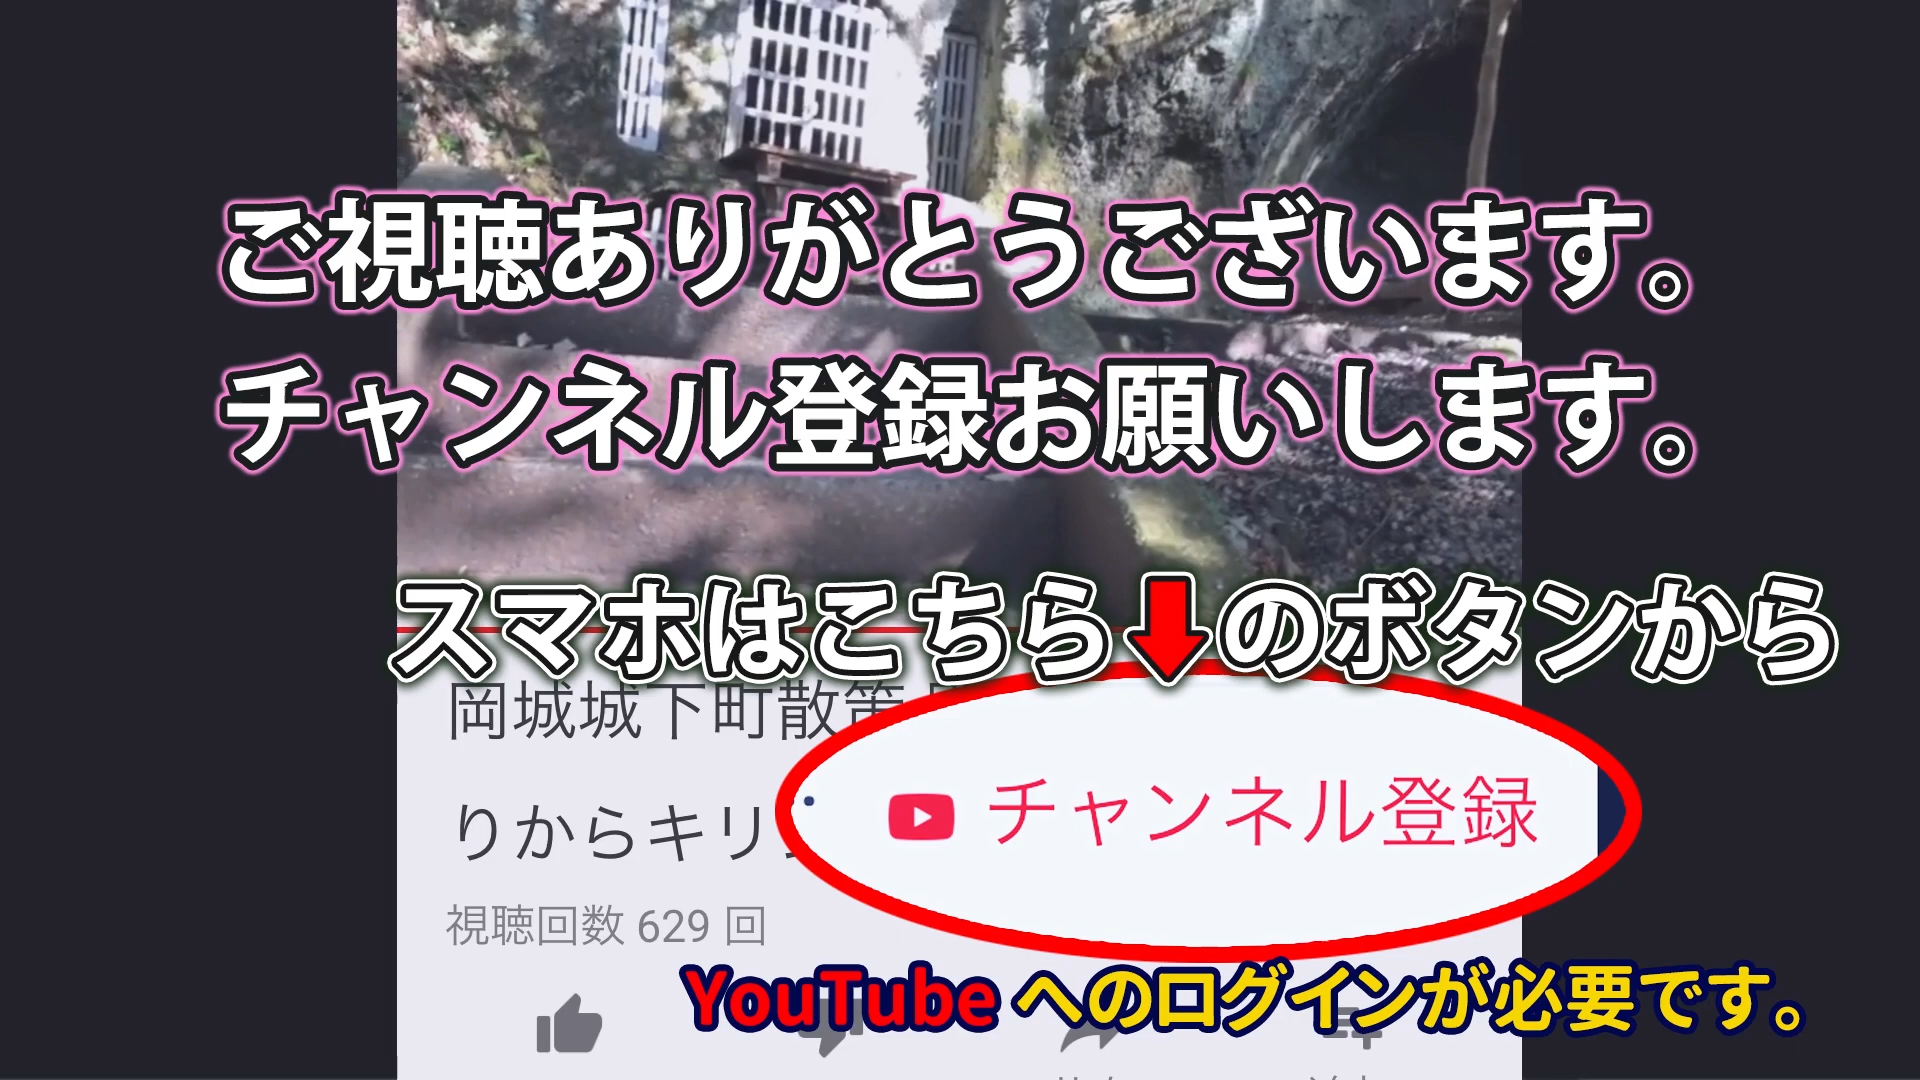 ご視聴ありがとうございます。
チャンネル登録お願いします。
スマホはこちら⬇のボタンから
岡城城下町散策
チャンネル登録
りからキリ
視聴回数 629 回
YouTube へのログインが必要です。